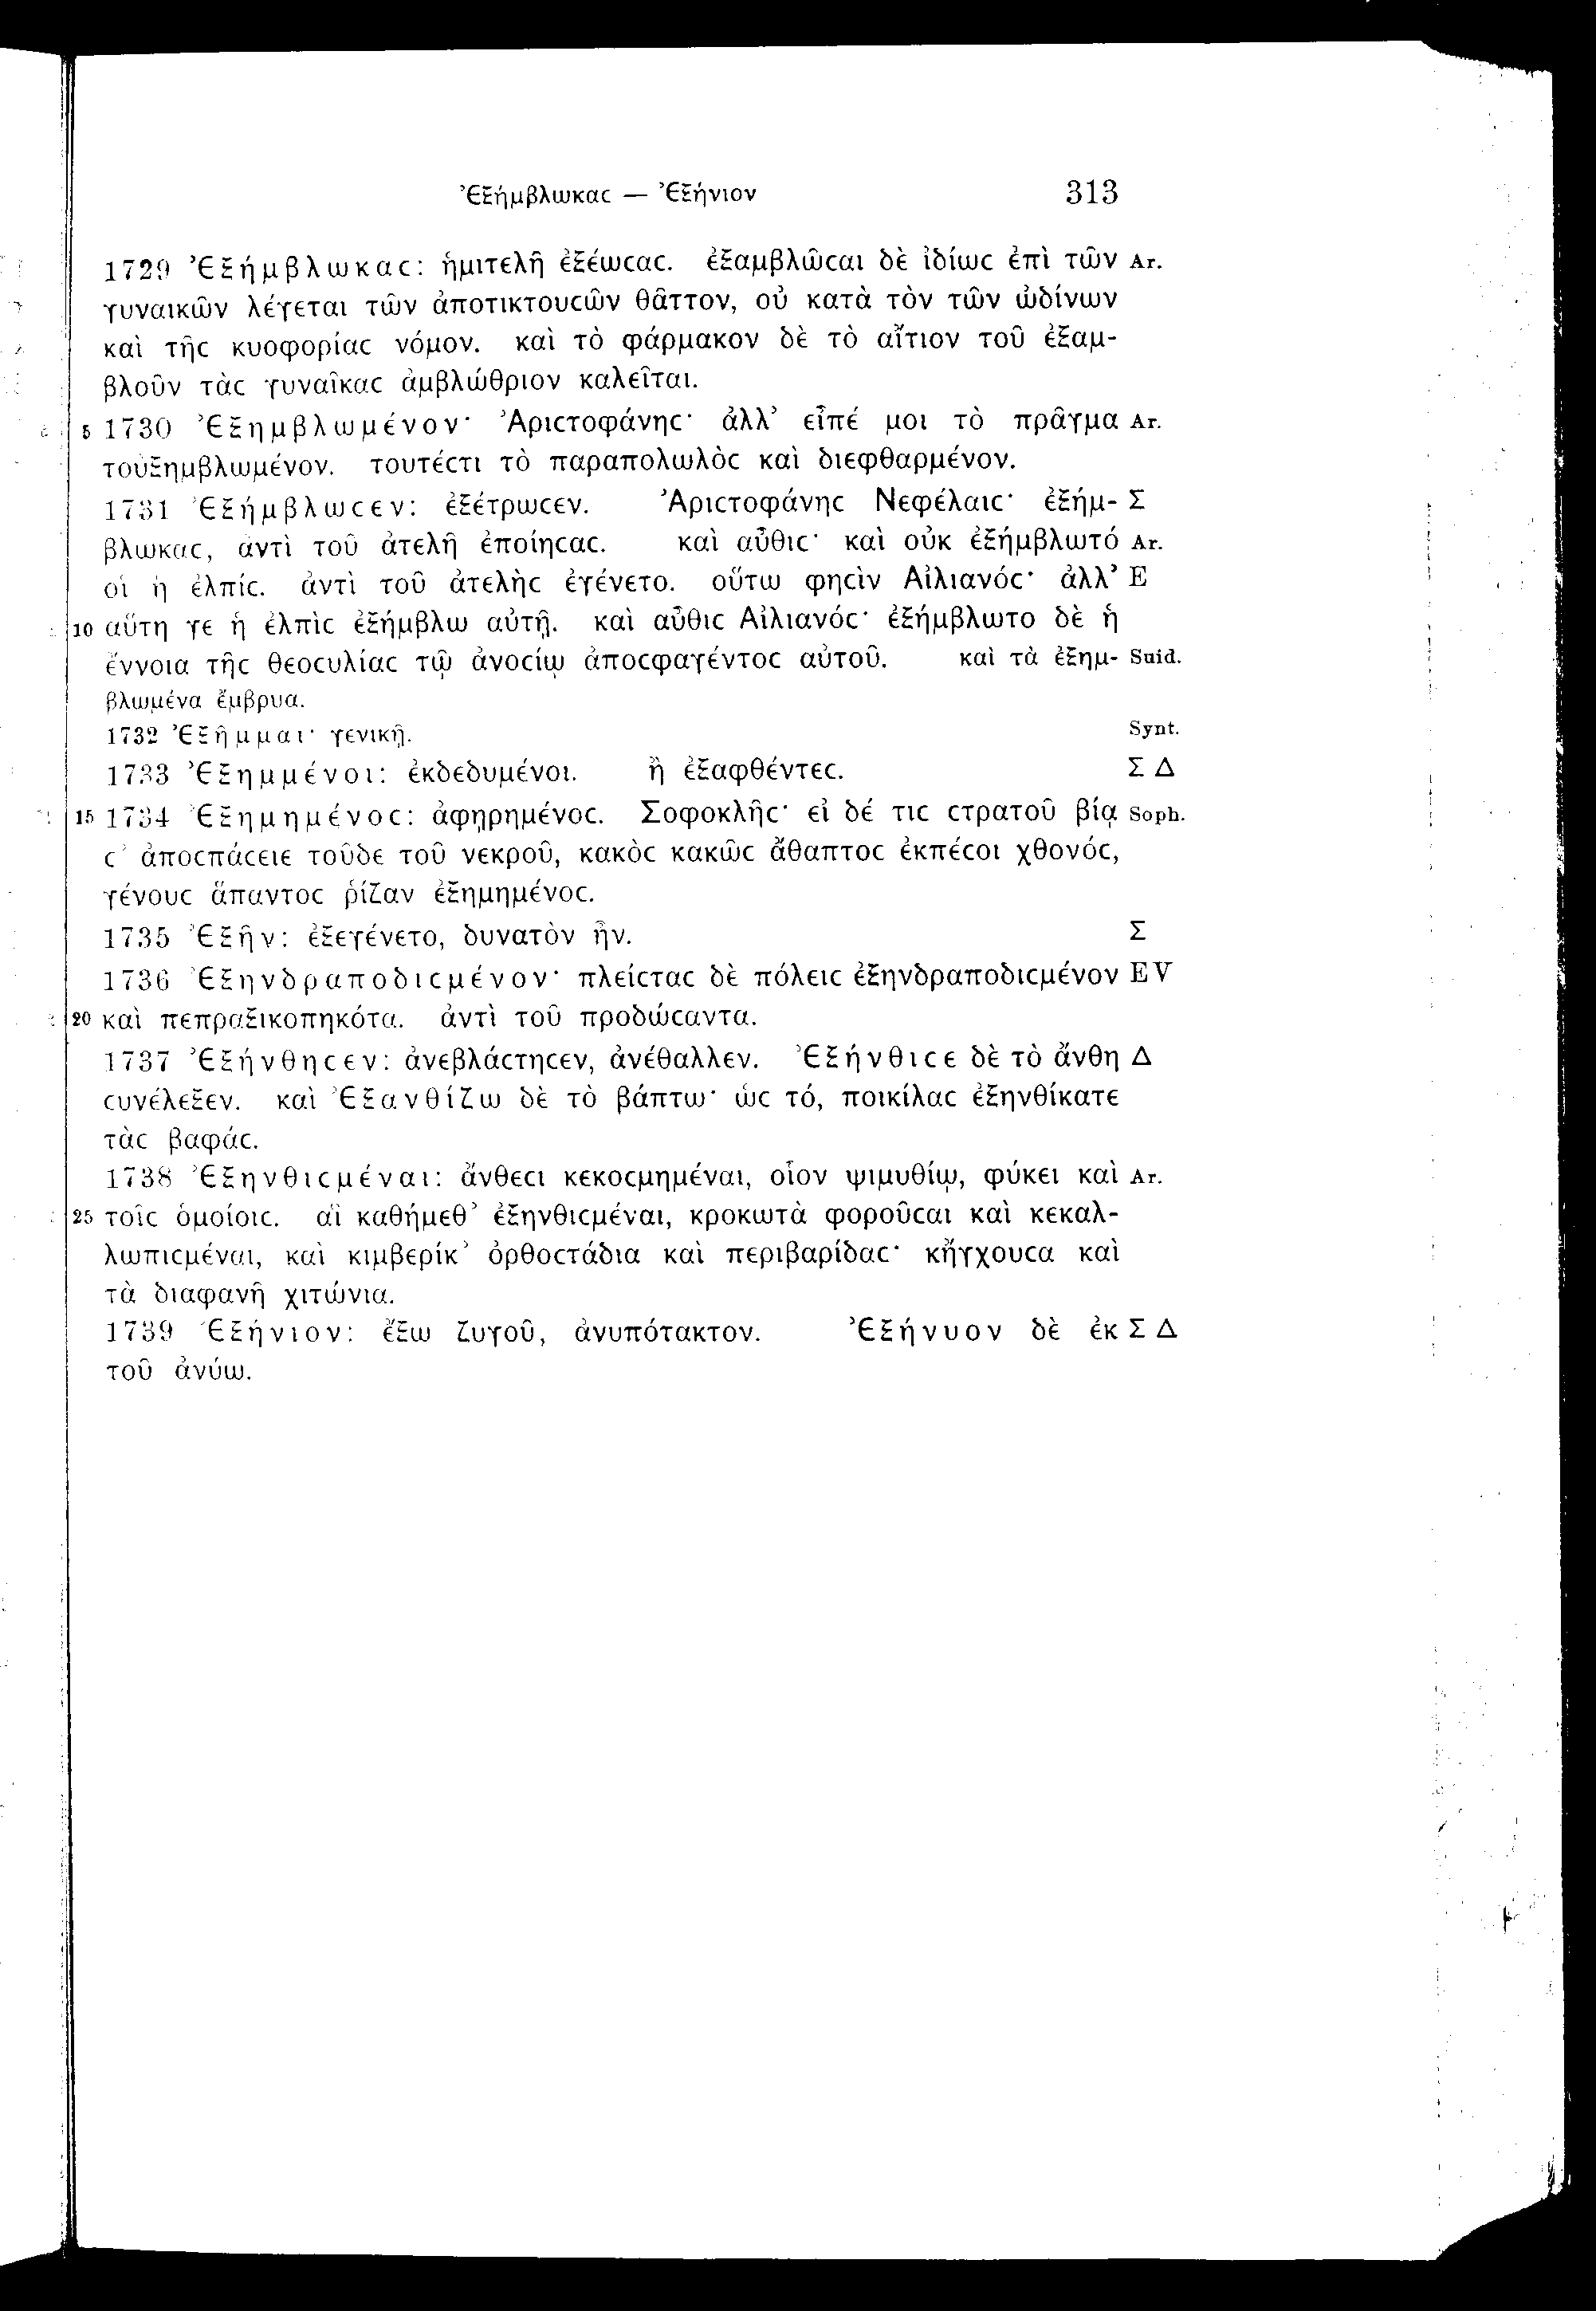 Ἐξήμβλωκαϲ — Ἐξήνιον 313
1729 Ἐξήμβλωκαϲ: ἡμιτελῆ ἐξέωϲαϲ. ἐξαμβλῶϲαι δὲ ἰδίωϲ ἐπὶ τῶν Ar.
γυναικῶν λέγεται τῶν ἀποτικτουϲῶν θᾶττον, οὐ κατὰ τὸν τῶν ὠδίνων
καὶ τῆϲ κυοφορίαϲ νόμον. καὶ τὸ φάρμακον δὲ τὸ αἴτιον τοῦ ἐξαμ-
βλοῦν τὰϲ γυναῖκαϲ ἀμβλώθριον καλεῖται.
5 1730 Ἐξημβλωμένον· Ἀριϲτοφάνηϲ· ἀλλ’ εἶπέ μοι τὸ πρᾶγμα Ar.
τοὐξημβλωμένον. τουτέϲτι τὸ παραπολωλὸϲ καὶ διεφθαρμένον.
1731 Ἐξήμβλωϲεν: ἐξέτρωϲεν. Ἀριϲτοφάνηϲ Νεφέλαιϲ· ἐξήμ- Σ
βλωκαϲ, ἀντὶ τοῦ ἀτελῆ ἐποίηϲαϲ. καὶ αὖθιϲ· καὶ οὐκ ἐξήμβλωτό Ar.
οἱ ἡ ἐλπίϲ. ἀντὶ τοῦ ἀτελὴϲ ἐγένετο. οὕτω φηϲὶν Αἰλιανόϲ· ἀλλ’ E
10 αὕτη γε ἡ ἐλπὶϲ ἐξήμβλω αὐτῇ. καὶ αὖθιϲ Αἰλιανόϲ· ἐξήμβλωτο δὲ ἡ
ἔννοια τῆϲ θεοϲυλίαϲ τῷ ἀνοϲίῳ ἀποϲφαγέντοϲ αὐτοῦ. καὶ τὰ ἐξημ- Suid.
βλωμένα ἔμβρυα.
1732 Ἐξῆμμαι· γενικῇ. Synt.
1733 Ἐξημμένοι: ἐκδεδυμένοι. ἢ ἐξαφθέντεϲ. Σ Δ
15 1734 Ἐξημημένοϲ: ἀφῃρημένοϲ. Σοφοκλῆϲ· εἰ δέ τιϲ ϲτρατοῦ βίᾳ Soph.
ϲ’ ἀποϲπάϲειε τοῦδε τοῦ νεκροῦ, κακὸϲ κακῶϲ ἄθαπτοϲ ἐκπέϲοι χθονόϲ,
γένουϲ ἅπαντοϲ ῥίζαν ἐξημημένοϲ.
1735 Ἐξῆν: ἐξεγένετο, δυνατὸν ἦν. Σ
1736 Ἐξηνδραποδιϲμένον· πλείϲταϲ δὲ πόλειϲ ἐξηνδραποδιϲμένον E V
20 καὶ πεπραξικοπηκότα. ἀντὶ τοῦ προδώϲαντα.
1737 Ἐξήνθηϲεν: ἀνεβλάϲτηϲεν, ἀνέθαλλεν. Ἐξήνθιϲε δὲ τὸ ἄνθη Δ
ϲυνέλεξεν. καὶ Ἐξανθίζω δὲ τὸ βάπτω· ὡϲ τό, ποικίλαϲ ἐξηνθίκατε
τὰϲ βαφάϲ.
1738 Ἐξηνθιϲμέναι: ἄνθεϲι κεκοϲμημέναι, οἷον ψιμυθίῳ, φύκει καὶ Ar.
25 τοῖϲ ὁμοίοιϲ. αἳ καθήμεθ’ ἐξηνθιϲμέναι, κροκωτὰ φοροῦϲαι καὶ κεκαλ-
λωπιϲμέναι, καὶ κιμβερίκ’ ὀρθοϲτάδια καὶ περιβαρίδαϲ· κἤγχουϲα καὶ
τὰ διαφανῆ χιτώνια.
1739 Ἐξήνιον: ἔξω ζυγοῦ, ἀνυπότακτον. Ἐξήνυον δὲ ἐκ Σ Δ
τοῦ ἀνύω.